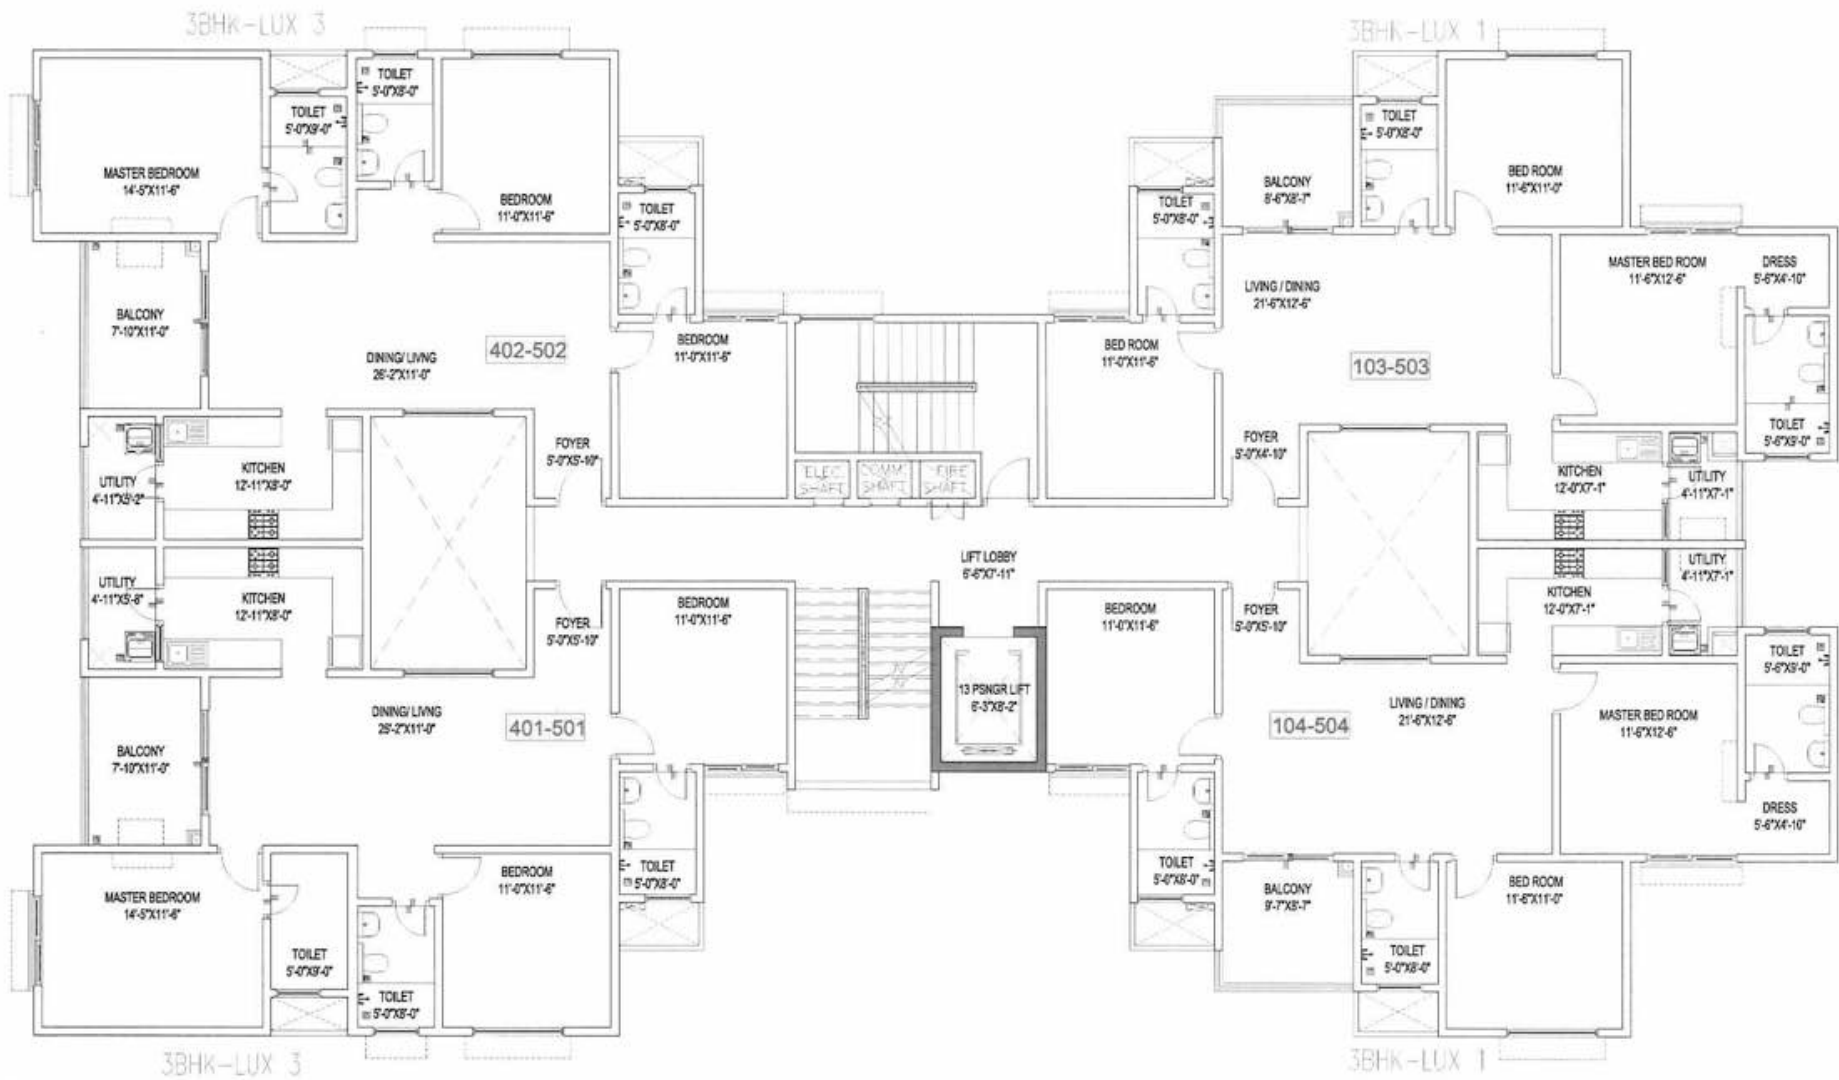 3BHK-LUX 3
3BHK-LUX 1
TOILET
5'-0"X8'-0"
TOILET
5'-0"X9'-0"
MASTER BEDROOM
14'-5"X11'-6"
BEDROOM
11'-0"X11'-6"
TOILET
5'-0"X8'-0"
BALCONY
7'-10"X11'-0"
DINING/ LIVNG
26'-2"X11'-0"
402-502
BEDROOM
11'-0"X11'-6"
FOYER
5'-0"X5'-10"
UTILITY
4'-11"X5'-2"
KITCHEN
12'-11"X8'-0"
ELEC
SHAFT
COMM
SHAFT
FIRE
SHAFT
TOILET
5'-0"X8'-0"
BALCONY
8'-6"X8'-7"
TOILET
5'-0"X8'-0"
BED ROOM
11'-6"X11'-0"
LIVING / DINING
21'-6"X12'-6"
MASTER BED ROOM
11'-6"X12'-6"
DRESS
5'-6"X4'-10"
BED ROOM
11'-0"X11'-6"
103-503
TOILET
5'-6"X9'-0"
FOYER
5'-0"X4'-10"
KITCHEN
12'-0"X7'-1"
UTILITY
4'-11"X7'-1"
LIFT LOBBY
6'-6"X7'-11"
UTILITY
4'-11"X5'-8"
KITCHEN
12'-11"X8'-0"
FOYER
5'-0"X5'-10"
BEDROOM
11'-0"X11'-6"
DINING/ LIVNG
26'-2"X11'-0"
401-501
BALCONY
7'-10"X11'-0"
13 PSNGR LIFT
6'-3"X8'-2"
BEDROOM
11'-0"X11'-6"
FOYER
5'-0"X5'-10"
KITCHEN
12'-0"X7'-1"
UTILITY
4'-11"X7'-1"
TOILET
5'-6"X9'-0"
104-504
LIVING / DINING
21'-6"X12'-6"
MASTER BED ROOM
11'-6"X12'-6"
DRESS
5'-6"X4'-10"
MASTER BEDROOM
14'-5"X11'-6"
TOILET
5'-0"X9'-0"
TOILET
5'-0"X8'-0"
BEDROOM
11'-0"X11'-6"
TOILET
5'-0"X8'-0"
TOILET
5'-0"X8'-0"
BALCONY
9'-7"X8'-7"
TOILET
5'-0"X8'-0"
BED ROOM
11'-6"X11'-0"
3BHK-LUX 3
3BHK-LUX 1